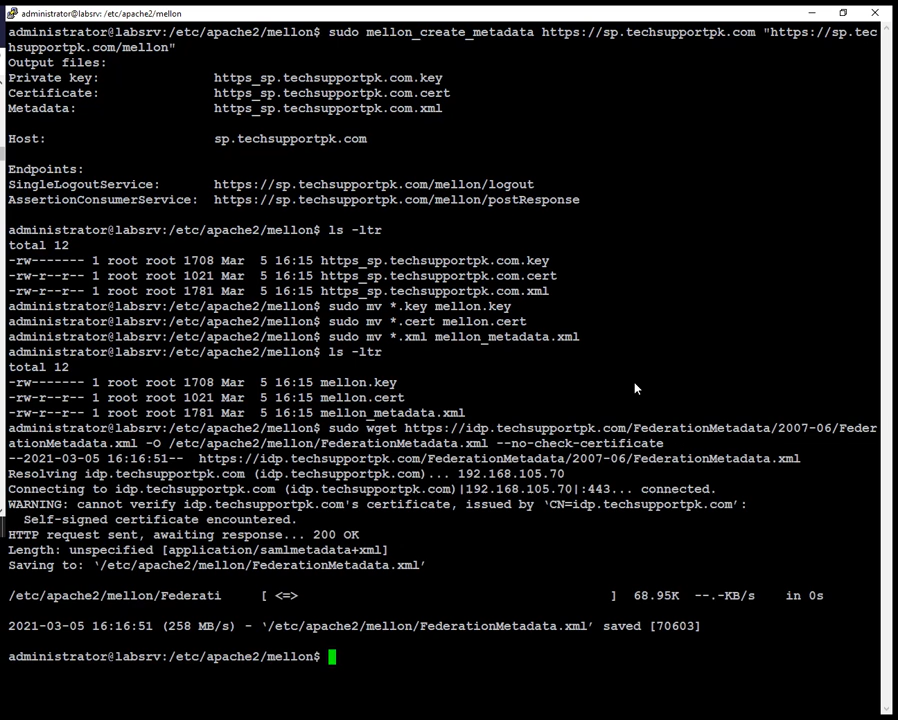 administrator@labsrv: /etc/apache2/mellon
administrator@labsrv:/etc/apache2/mellon$ sudo mellon_create_metadata https://sp.techsupportpk.com "https://sp.tec
hsupportpk.com/mellon"
Output files:
Private key:               https_sp.techsupportpk.com.key
Certificate:               https_sp.techsupportpk.com.cert
Metadata:                  https_sp.techsupportpk.com.xml
Host:                      sp.techsupportpk.com
Endpoints:
SingleLogoutService:       https://sp.techsupportpk.com/mellon/logout
AssertionConsumerService:  https://sp.techsupportpk.com/mellon/postResponse
administrator@labsrv:/etc/apache2/mellon$ ls -ltr
total 12
-rw------- 1 root root 1708 Mar  5 16:15 https_sp.techsupportpk.com.key
-rw-r--r-- 1 root root 1021 Mar  5 16:15 https_sp.techsupportpk.com.cert
-rw-r--r-- 1 root root 1781 Mar  5 16:15 https_sp.techsupportpk.com.xml
administrator@labsrv:/etc/apache2/mellon$ sudo mv *.key mellon.key
administrator@labsrv:/etc/apache2/mellon$ sudo mv *.cert mellon.cert
administrator@labsrv:/etc/apache2/mellon$ sudo mv *.xml mellon_metadata.xml
administrator@labsrv:/etc/apache2/mellon$ ls -ltr
total 12
-rw------- 1 root root 1708 Mar  5 16:15 mellon.key
-rw-r--r-- 1 root root 1021 Mar  5 16:15 mellon.cert
-rw-r--r-- 1 root root 1781 Mar  5 16:15 mellon_metadata.xml
administrator@labsrv:/etc/apache2/mellon$ sudo wget https://idp.techsupportpk.com/FederationMetadata/2007-06/Feder
ationMetadata.xml -O /etc/apache2/mellon/FederationMetadata.xml --no-check-certificate
--2021-03-05 16:16:51--  https://idp.techsupportpk.com/FederationMetadata/2007-06/FederationMetadata.xml
Resolving idp.techsupportpk.com (idp.techsupportpk.com)... 192.168.105.70
Connecting to idp.techsupportpk.com (idp.techsupportpk.com)|192.168.105.70|:443... connected.
WARNING: cannot verify idp.techsupportpk.com's certificate, issued by ‘CN=idp.techsupportpk.com’:
  Self-signed certificate encountered.
HTTP request sent, awaiting response... 200 OK
Length: unspecified [application/samlmetadata+xml]
Saving to: ‘/etc/apache2/mellon/FederationMetadata.xml’
/etc/apache2/mellon/Federati     [ <=>                                         ]  68.95K  --.-KB/s    in 0s
2021-03-05 16:16:51 (258 MB/s) - ‘/etc/apache2/mellon/FederationMetadata.xml’ saved [70603]
administrator@labsrv:/etc/apache2/mellon$